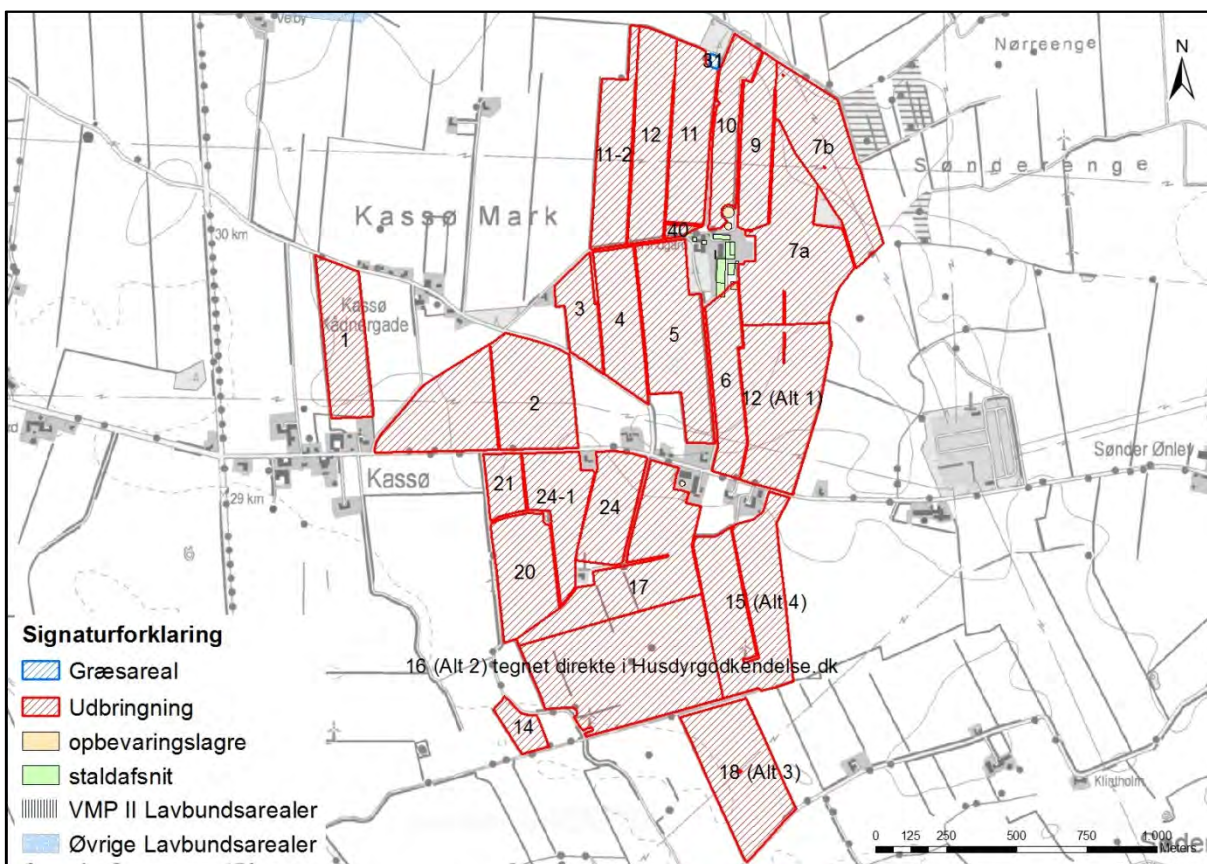 Vejby
Nørreenge
N
31
12
11
10
9
7b
11-2
Sønderenge
Kassø Mark
40
30 km
7a
Kassø
Kådnergade
1
3
4
5
6
2
12 (Alt 1)
Sønder Ønlev
Kassø
21
24-1
24
29 km
20
17
15 (Alt 4)
Signaturforklaring
16 (Alt 2) tegnet direkte i Husdyrgodkendelse.dk
Græsareal
Udbringning
14
opbevaringslagre
18 (Alt 3)
staldafsnit
Klintholm
VMP II Lavbundsarealer
Øvrige Lavbundsarealer
0 125 250 500 750 1.000
Meters
Sønder